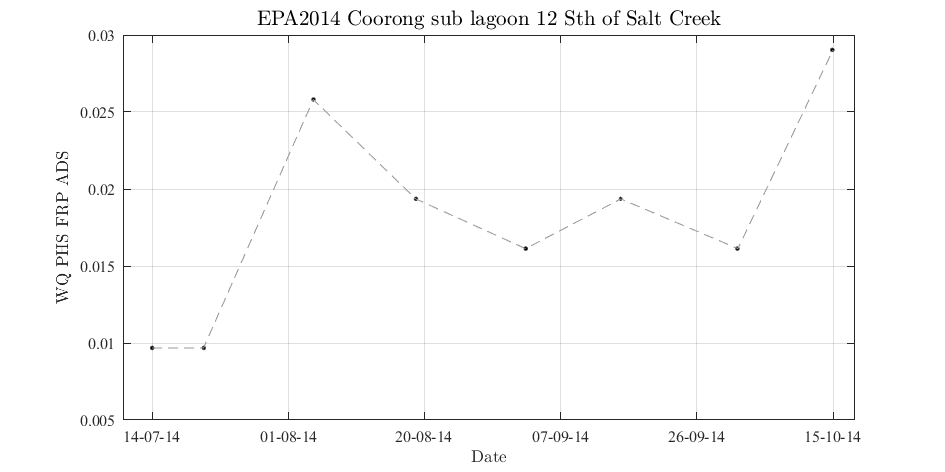 EPA2014 Coorong sub lagoon 12 Sth of Salt Creek
0.03
0.025
0.02
0.015
0.01
0.005
WQ PHS FRP ADS
14-07-14 01-08-14 20-08-14 07-09-14 26-09-14 15-10-14
Date